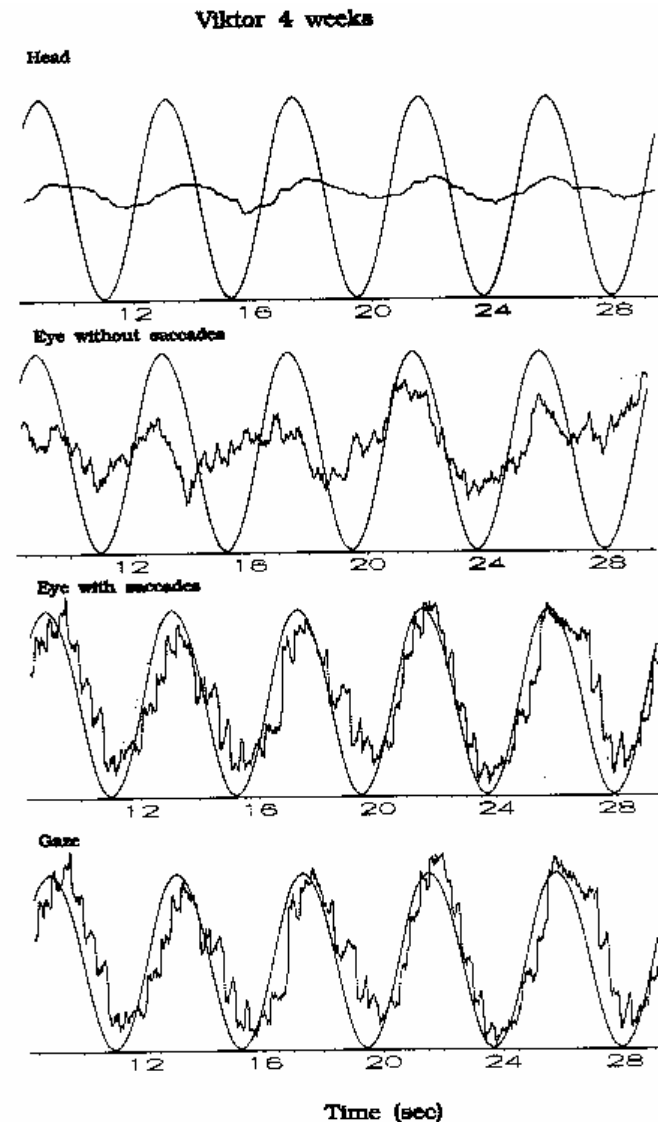 Viktor 4 weeks
Head
12 16 20 24 28
Eye without saccades
12 16 20 24 28
Eye with saccades
12 16 20 24 28
Gaze
12 16 20 24 28
Time (sec)